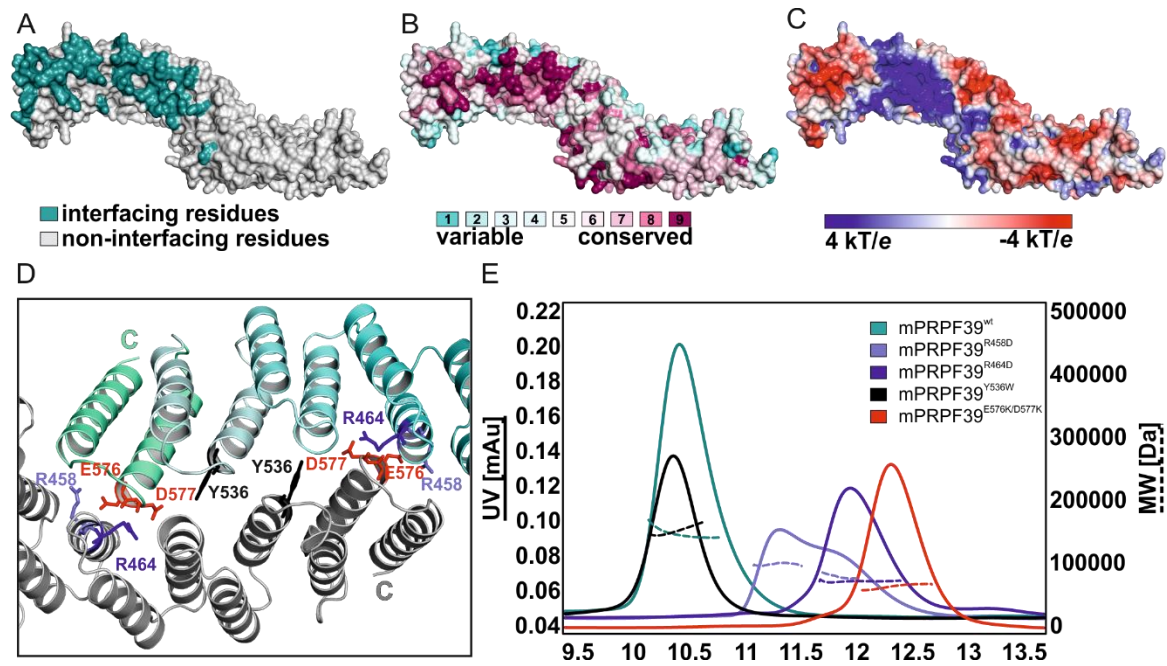 A
B
C
interfacing residues
non-interfacing residues
1 2 3 4 5 6 7 8 9
variable conserved
4 kT/e -4 kT/e
D
C
R464
E576
D577
Y536
R458
D577
Y536
E576
R458
R464
C
E
UV [mAu]
0.22
0.20
0.18
0.16
0.14
0.12
0.10
0.08
0.06
0.04
mPRPF39wt
mPRPF39R458D
mPRPF39R464D
mPRPF39Y536W
mPRPF39E576K/D577K
500000
400000
300000
200000
100000
0
MW [Da]
9.5 10 10.5 11 11.5 12 12.5 13 13.5